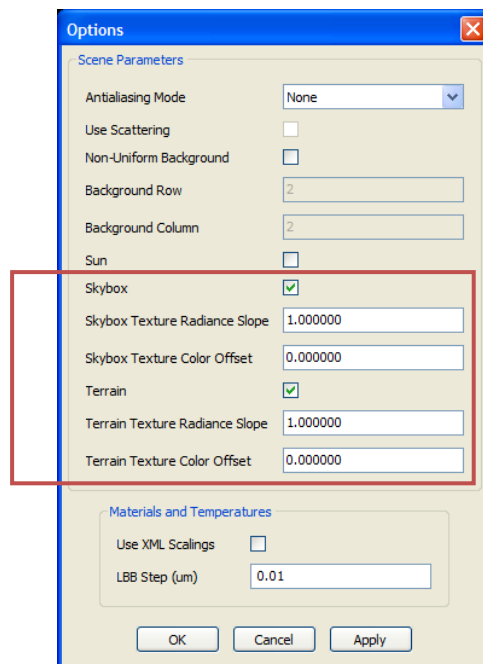 Options
Scene Parameters
Antialiasing Mode None
Use Scattering
Non-Uniform Background
Background Row 2
Background Column 2
Sun
Skybox
Skybox Texture Radiance Slope 1.000000
Skybox Texture Color Offset 0.000000
Terrain
Terrain Texture Radiance Slope 1.000000
Terrain Texture Color Offset 0.000000
Materials and Temperatures
Use XML Scalings
LBB Step (um) 0.01
OK Cancel Apply